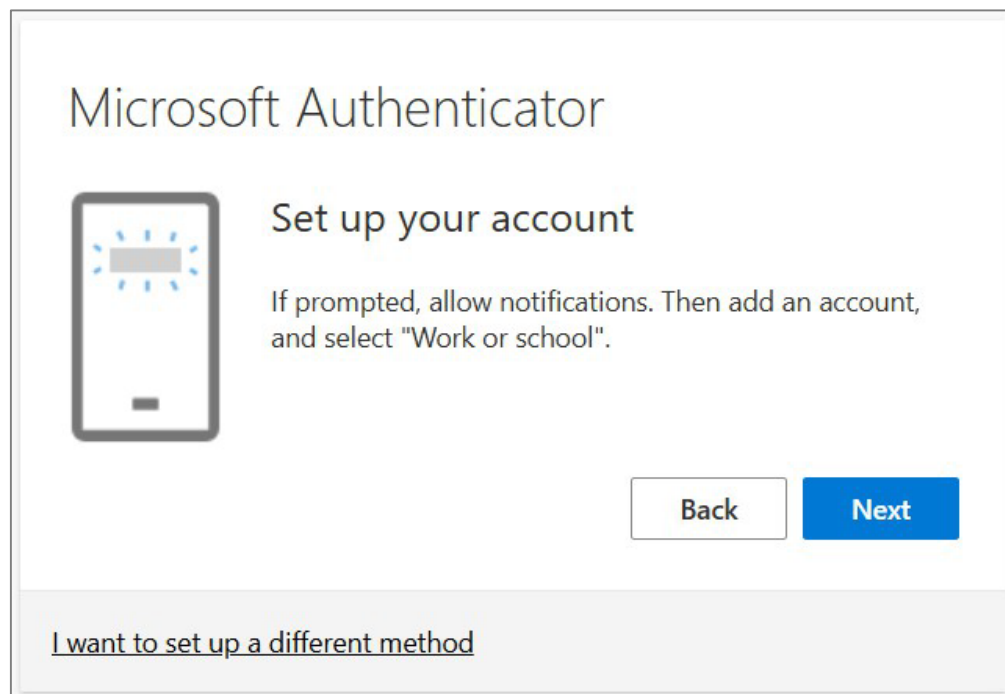 Microsoft Authenticator
Set up your account
If prompted, allow notifications. Then add an account,
and select "Work or school".
Back
Next
I want to set up a different method